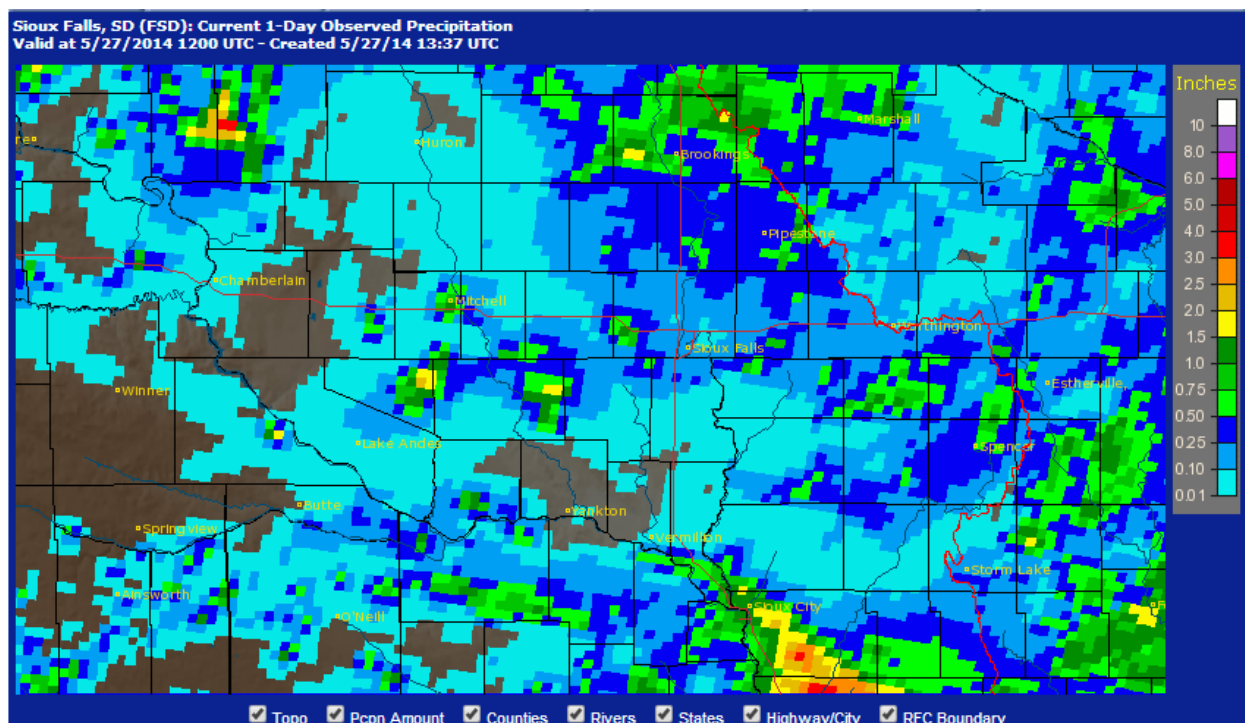 Sioux Falls, SD (FSD): Current 1-Day Observed Precipitation
Valid at 5/27/2014 1200 UTC - Created 5/27/14 13:37 UTC
Inches
10
8.0
6.0
5.0
4.0
3.0
2.5
2.0
1.5
1.0
0.75
0.50
0.25
0.10
0.01
Marshall
Huron
Brookings
Pipestone
Chamberlain
Mitchell
Worthington
Sioux Falls
Winner
Estherville,
Lake Andes
Spencer
Butte
Yankton
Springview
Vermillion
Storm Lake
Ainsworth
Sioux City
O'Neill
Topo Pcpn Amount Counties Rivers States Highway/City RFC Boundary